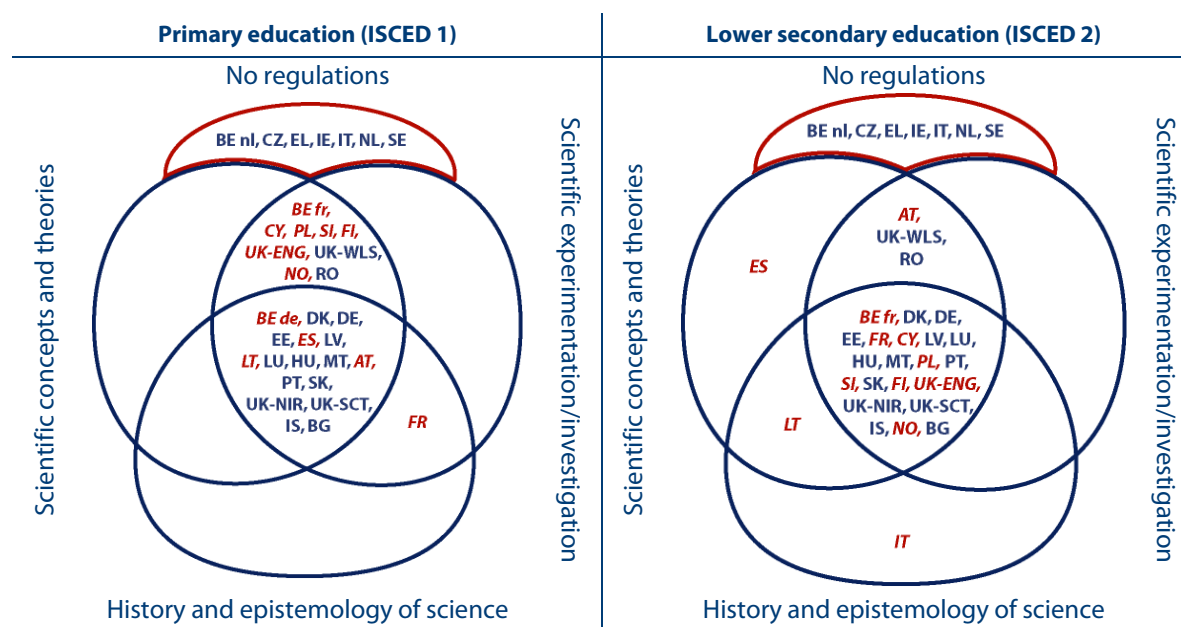 Primary education (ISCED 1)
No regulations
BE nl, CZ, EL, IE, IT, NL, SE
Scientific concepts and theories
Scientific experimentation/investigation
BE fr,
CY, PL, SI, FI,
UK-ENG, UK-WLS,
NO, RO
BE de, DK, DE,
EE, ES, LV,
LT, LU, HU, MT, AT,
PT, SK,
UK-NIR, UK-SCT,
IS, BG
FR
History and epistemology of science
Lower secondary education (ISCED 2)
No regulations
BE nl, CZ, EL, IE, IT, NL, SE
Scientific concepts and theories
Scientific experimentation/investigation
AT,
UK-WLS,
RO
ES
BE fr, DK, DE,
EE, FR, CY, LV, LU,
HU, MT, PL, PT,
SI, SK, FI, UK-ENG,
UK-NIR, UK-SCT,
IS, NO, BG
LT
IT
History and epistemology of science